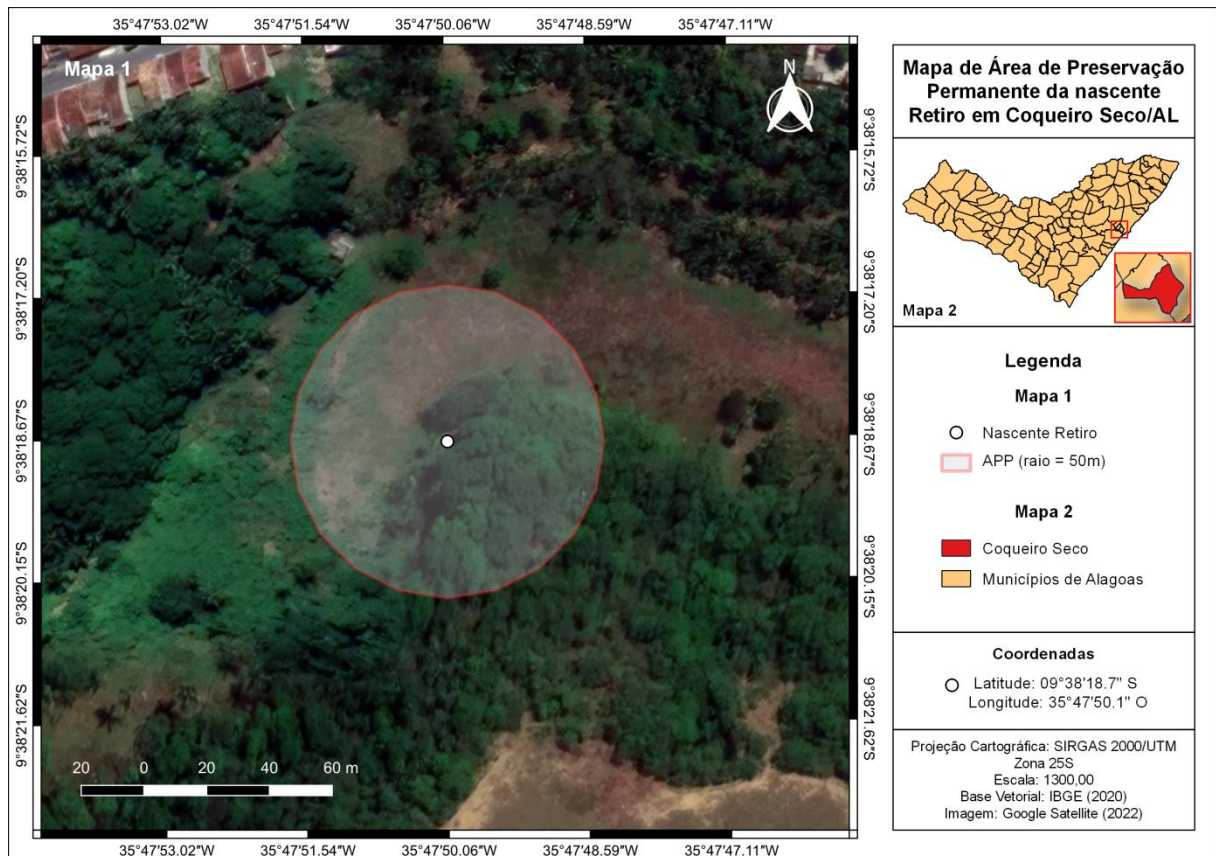 35°47'53.02"W 35°47'51.54"W 35°47'50.06"W 35°47'48.59"W 35°47'47.11"W
Mapa 1
N
9°38'15.72"S
9°38'17.20"S
9°38'18.67"S
9°38'20.15"S
9°38'21.62"S
9°38'15.72"S
9°38'17.20"S
9°38'18.67"S
9°38'20.15"S
9°38'21.62"S
20 0 20 40 60 m
35°47'53.02"W 35°47'51.54"W 35°47'50.06"W 35°47'48.59"W 35°47'47.11"W
Mapa de Área de Preservação
Permanente da nascente
Retiro em Coqueiro Seco/AL
Mapa 2
Legenda
Mapa 1
Nascente Retiro
APP (raio = 50m)
Mapa 2
Coqueiro Seco
Municípios de Alagoas
Coordenadas
Latitude: 09°38'18.7" S
Longitude: 35°47'50.1" O
Projeção Cartográfica: SIRGAS 2000/UTM
Zona 25S
Escala: 1300,00
Base Vetorial: IBGE (2020)
Imagem: Google Satellite (2022)